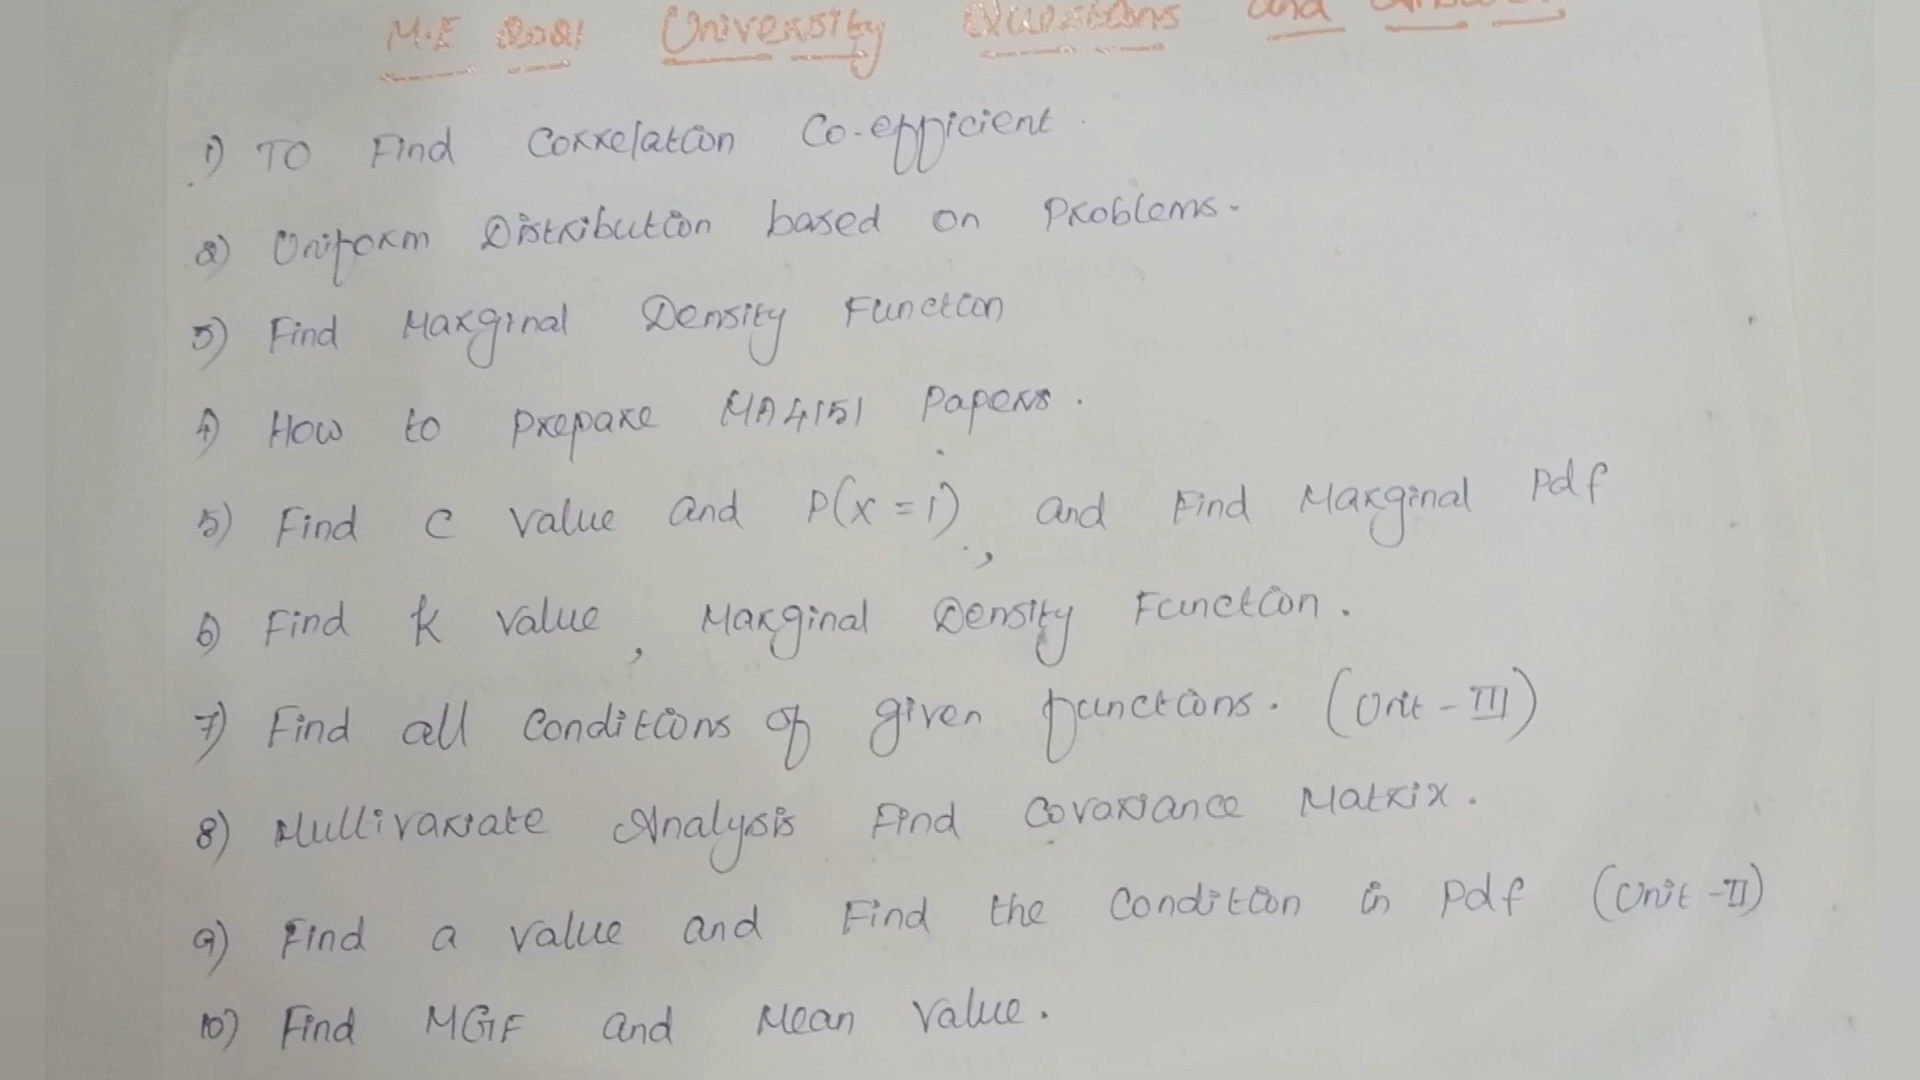 M.E 2021 University Questions and
1) TO Find Correlation Co-efficient.
2) Uniform Distribution based on Problems.
3) Find Marginal Density Function
4) How to prepare MA4151 Papers.
5) Find c value and P(x=1), and Find Marginal Pdf
6) Find k value, Marginal Density Function.
7) Find all Conditions of given functions. (Unit-III)
8) Multivariate Analysis Find Covariance Matrix.
9) Find a value and Find the Condition in Pdf (Unit-II)
10) Find MGF and Mean value.